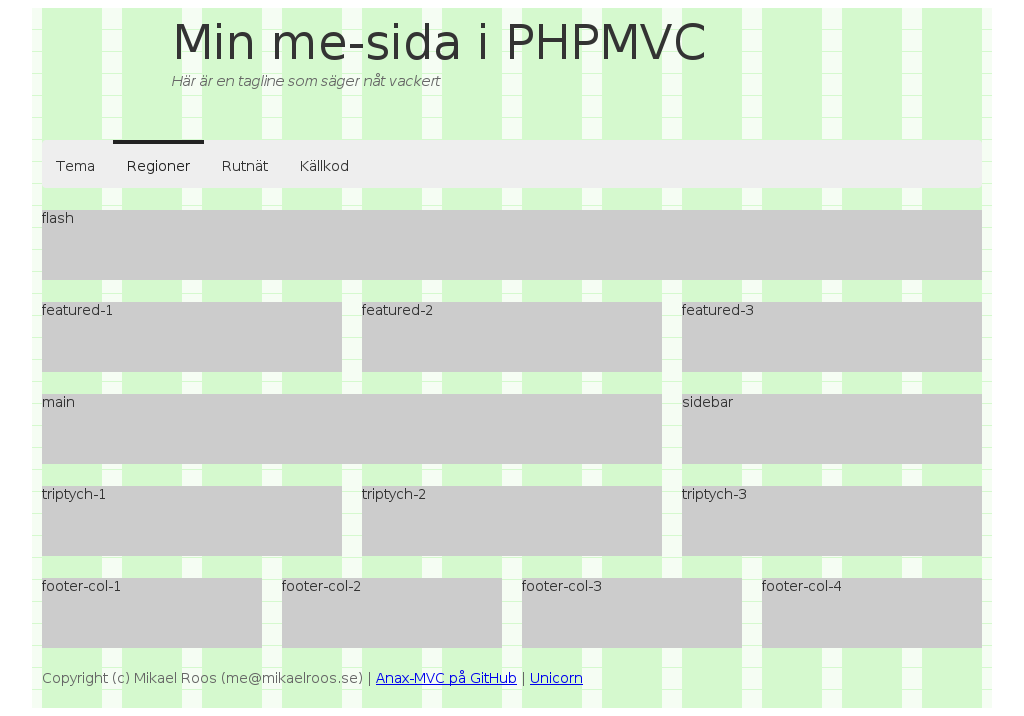 Min me-sida i PHPMVC
Här är en tagline som säger nåt vackert
Tema Regioner Rutnät Källkod
flash
featured-1 featured-2 featured-3
main sidebar
triptych-1 triptych-2 triptych-3
footer-col-1 footer-col-2 footer-col-3 footer-col-4
Copyright (c) Mikael Roos (me@mikaelroos.se) | Anax-MVC på GitHub | Unicorn